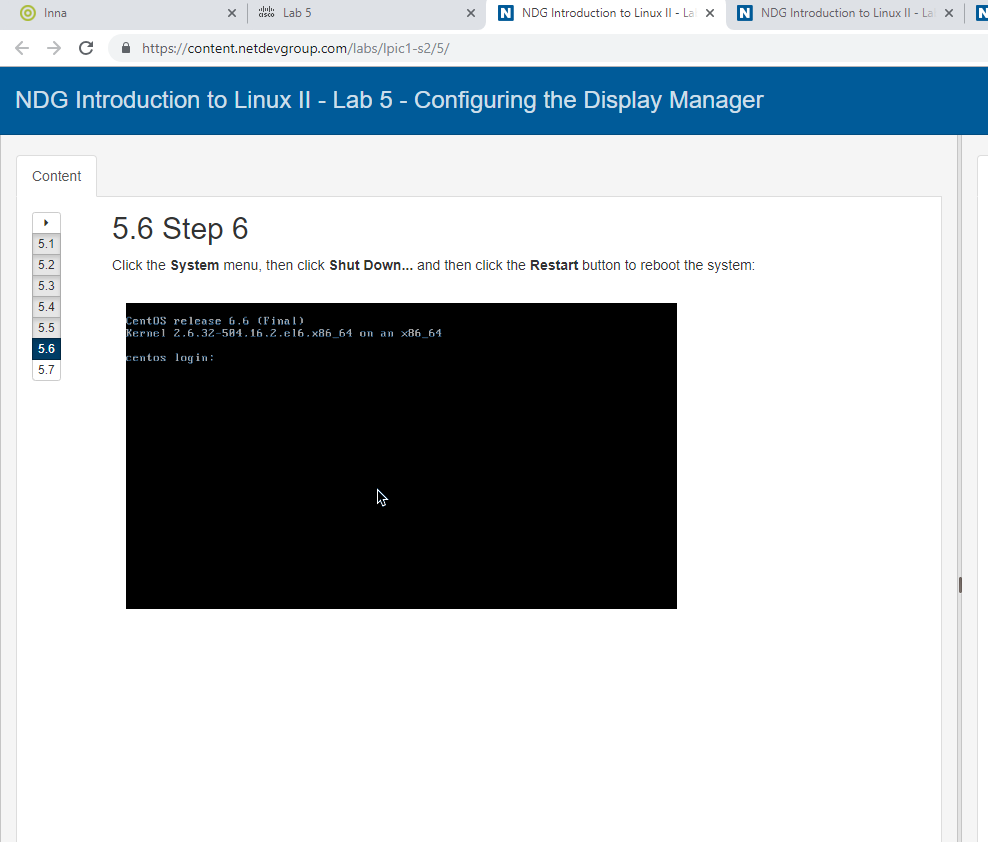 Inna
cisco
Lab 5
N NDG Introduction to Linux II - La
N NDG Introduction to Linux II - La
N
https://content.netdevgroup.com/labs/lpic1-s2/5/
NDG Introduction to Linux II - Lab 5 - Configuring the Display Manager
Content
5.1
5.2
5.3
5.4
5.5
5.6
5.7
5.6 Step 6
Click the System menu, then click Shut Down... and then click the Restart button to reboot the system:
CentOS release 6.6 (Final)
Kernel 2.6.32-504.16.2.el6.x86_64 on an x86_64
centos login: